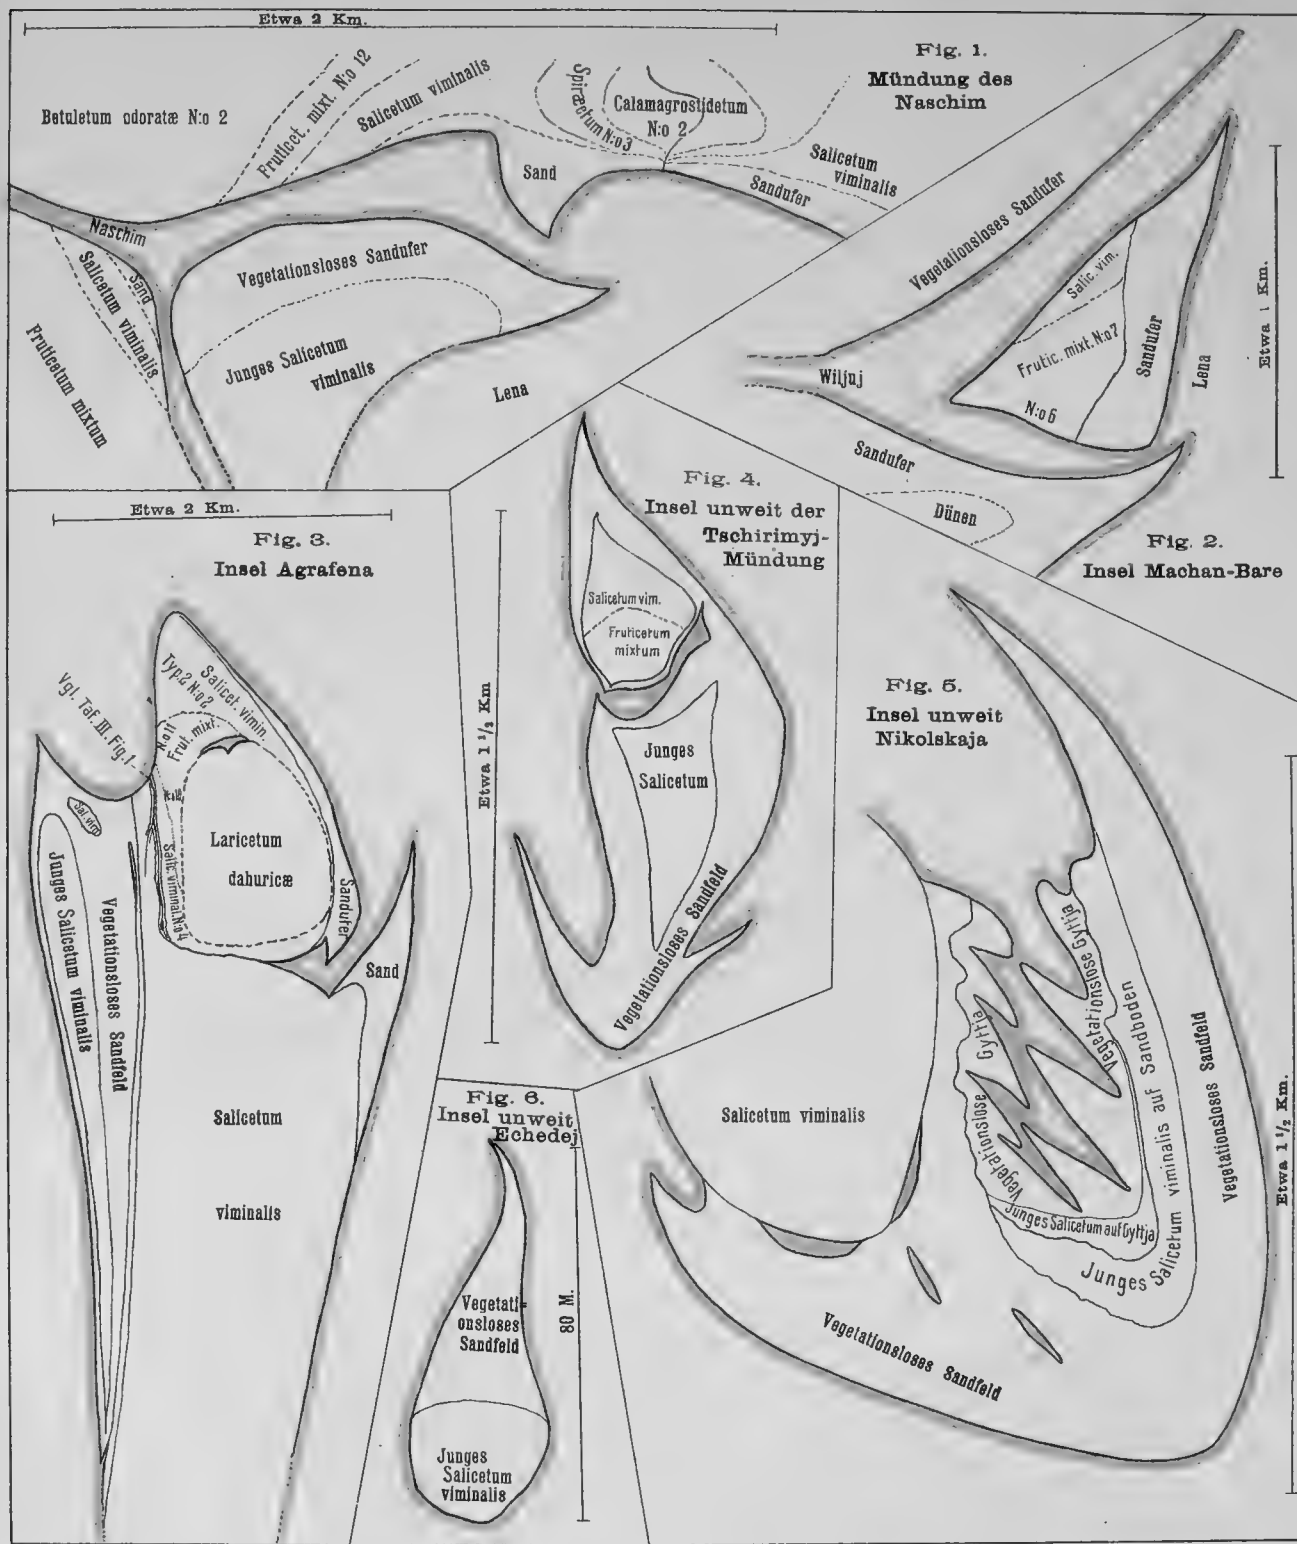 Etwa 2 Km.
Fig. 1.
Mündung des
Naschim
Betuletum odoratæ N:o 2
Fruticet. mixt. N:o 12
Salicetum viminalis
Spiræetum N:o 3
Calamagrostidetum
N:o 2
Salicetum
viminalis
Sandufer
Sand
Naschim
Sand
Salicetum viminalis
Fruticetum mixtum
Vegetationsloses Sandufer
Junges Salicetum
viminalis
Lena
Vegetationsloses Sandufer
Salic. vim.
Frutic. mixt. N:o 7
N:o 6
Sandufer
Lena
Etwa 1 Km.
Wiljuj
Sandufer
Dünen
Fig. 2.
Insel Machan-Bare
Etwa 2 Km.
Fig. 3.
Insel Agrafena
Vgl. Taf. III. Fig. 1
Salicet. vimin.
Typ. 2 N:o 2
N:o 11
Frut. mixt.
Sal. vim.
Salic. viminal. N:o 4
Laricetum
dahuricæ
Sandufer
Sand
Junges Salicetum viminalis
Vegetationsloses Sandfeld
Salicetum
viminalis
Fig. 4.
Insel unweit der
Tschirimyj-
Mündung
Etwa 1 1/2 Km
Salicetum vim.
Fruticetum
mixtum
Junges
Salicetum
Vegetationsloses Sandfeld
Fig. 5.
Insel unweit
Nikolskaja
Vegetationslose Gyttja
Vegetationslose Gyttja
Junges Salicetum auf Gyttja
Junges Salicetum viminalis auf Sandboden
Vegetationsloses Sandfeld
Salicetum viminalis
Vegetationsloses Sandfeld
Etwa 1 1/2 Km.
Fig. 6.
Insel unweit
Echedej
80 M.
Vegetati-
onsloses
Sandfeld
Junges
Salicetum
viminalis